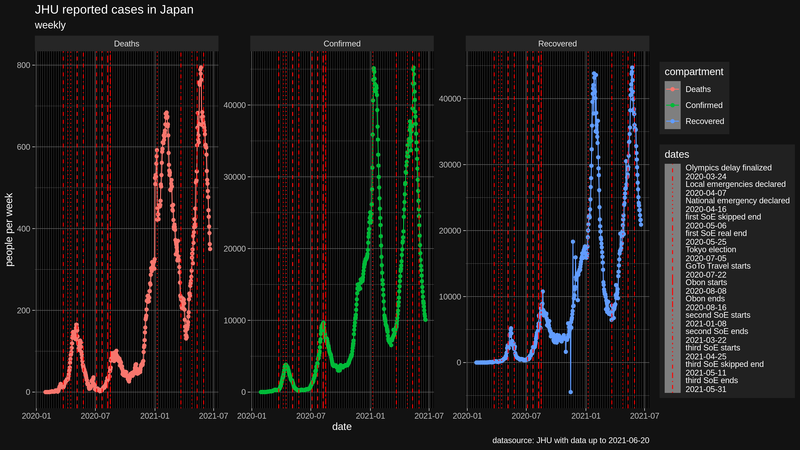 JHU reported cases in Japan
weekly
Deaths
Confirmed
Recovered
people per week
800
600
400
200
0
40000
30000
20000
10000
0
40000
30000
20000
10000
0
2020-01
2020-07
2021-01
2021-07
2020-01
2020-07
2021-01
2021-07
2020-01
2020-07
2021-01
2021-07
date
compartment
Deaths
Confirmed
Recovered
dates
Olympics delay finalized
2020-03-24
Local emergencies declared
2020-04-07
National emergency declared
2020-04-16
first SoE skipped end
2020-05-06
first SoE real end
2020-05-25
Tokyo election
2020-07-05
GoTo Travel starts
2020-07-22
Obon starts
2020-08-08
Obon ends
2020-08-16
second SoE starts
2021-01-08
second SoE ends
2021-03-22
third SoE starts
2021-04-25
third SoE skipped end
2021-05-11
third SoE ends
2021-05-31
datasource: JHU with data up to 2021-06-20